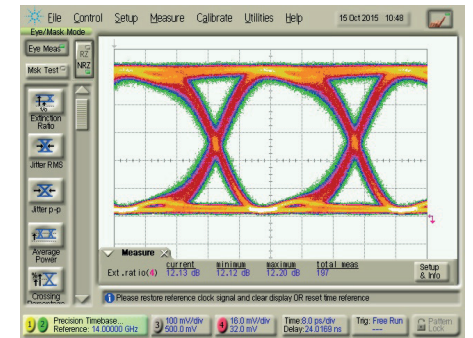 File Control Setup Measure Calibrate Utilities Help 15 Oct 2015 10:48
Eye/Mask Mode
Eye Meas
RZ
NRZ
Msk Test
Extinction
Ratio
Jitter RMS
Jitter p-p
Average
Power
Crossing
Measure
current minimum maximum total meas
Ext.ratio(4) 12.13 dB 12.12 dB 12.20 dB 197
Setup
& Info
Please restore reference clock signal and clear display OR reset time reference
1 2 Precision Timebase...
Reference: 14.00000 GHz
3 100 mV/div
500.0 mV
4 16.0 mV/div
32.0 mV
Time:8.0 ps/div
Delay:24.0169 ns
Trig: Free Run
----
Pattern
Lock